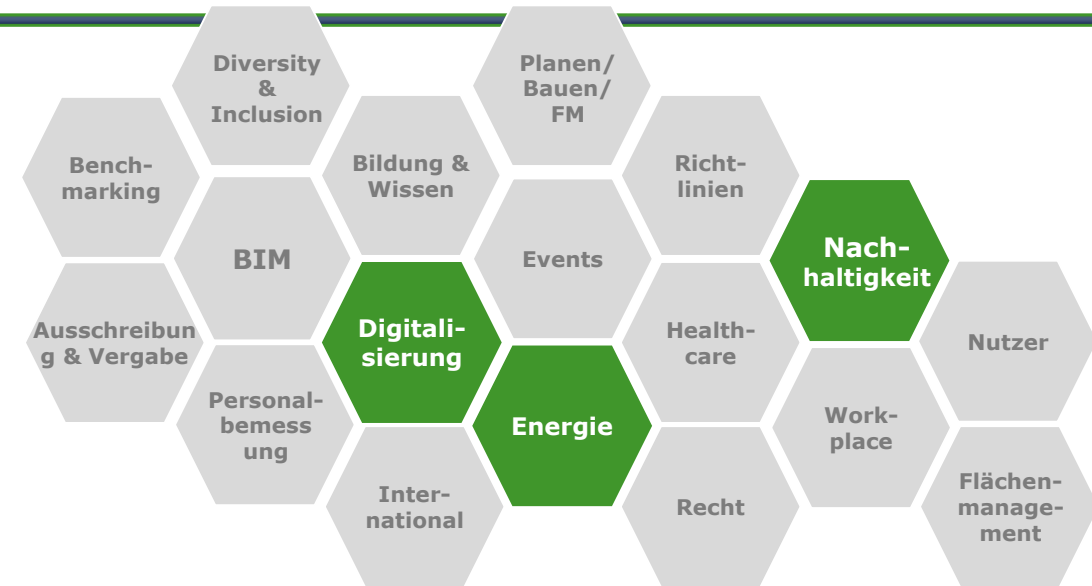 Diversity
&
Inclusion
Planen/
Bauen/
FM
Bench-
marking
Bildung &
Wissen
Richt-
linien
BIM
Events
Nach-
haltigkeit
Ausschreibun
g & Vergabe
Digitali-
sierung
Health-
care
Nutzer
Personal-
bemess
ung
Energie
Work-
place
Inter-
national
Recht
Flächen-
manage-
ment